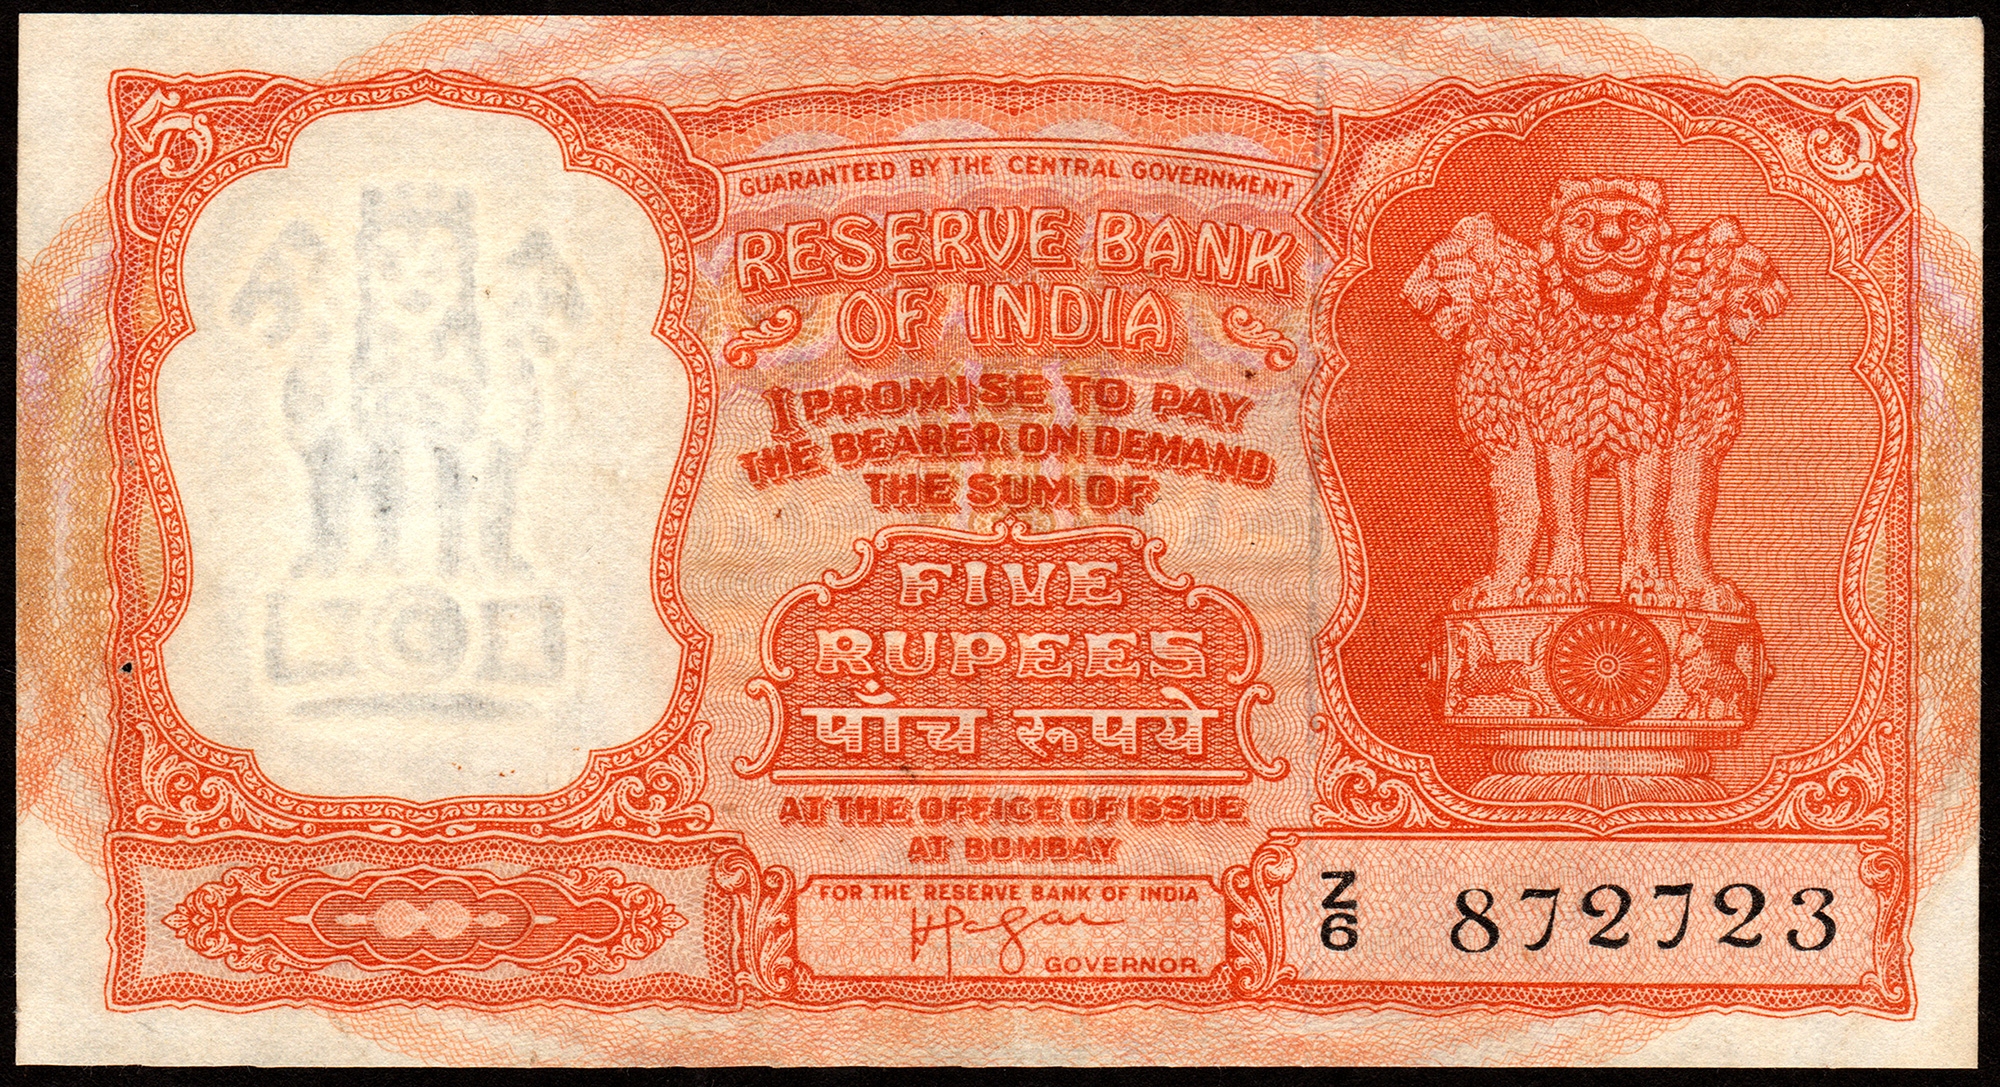 5
5
GUARANTEED BY THE CENTRAL GOVERNMENT
RESERVE BANK
OF INDIA
I PROMISE TO PAY
THE BEARER ON DEMAND
THE SUM OF
FIVE
RUPEES
पाँच रूपये
AT THE OFFICE OF ISSUE
AT BOMBAY
FOR THE RESERVE BANK OF INDIA
GOVERNOR.
Z
6 872723